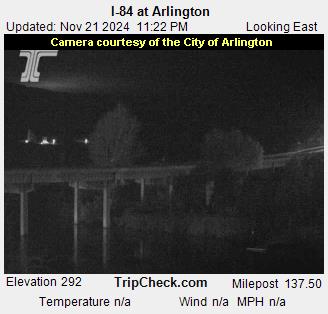 I-84 at Arlington
Updated: Nov 21 2024 11:22 PM Looking East
Camera courtesy of the City of Arlington
Elevation 292 TripCheck.com Milepost 137.50
Temperature n/a Wind n/a MPH n/a